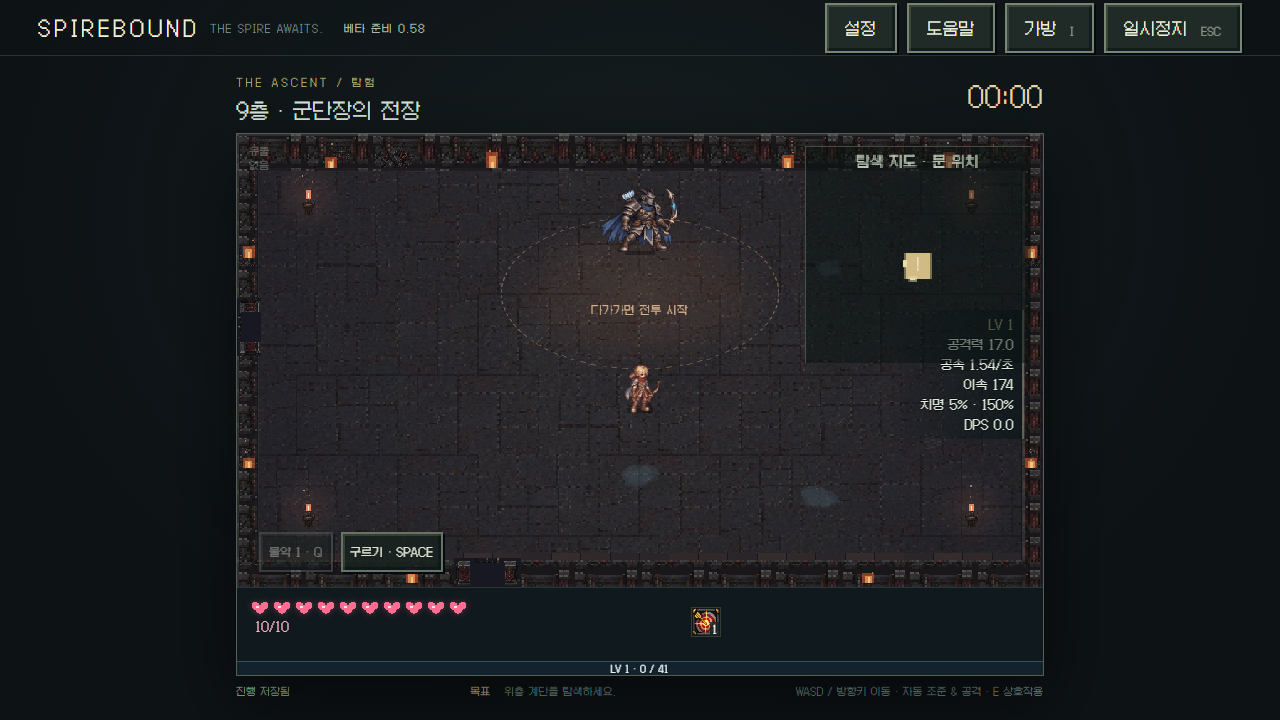 SPIREBOUND THE SPIRE AWAITS. 베타 준비 0.58
설정
도움말
가방 I
일시정지 ESC
THE ASCENT / 탐험
9층 · 군단장의 전장
00:00
유물
없음
탐색 지도 · 문 위치
다가가면 전투 시작
LV 1
공격력 17.0
공속 1.54/초
이속 174
치명 5% · 150%
DPS 0.0
물약 1 · Q
구르기 · SPACE
10/10
1
LV 1 · 0 / 41
진행 저장됨
목표 위층 계단을 탐색하세요.
WASD / 방향키 이동 · 자동 조준 & 공격 · E 상호작용